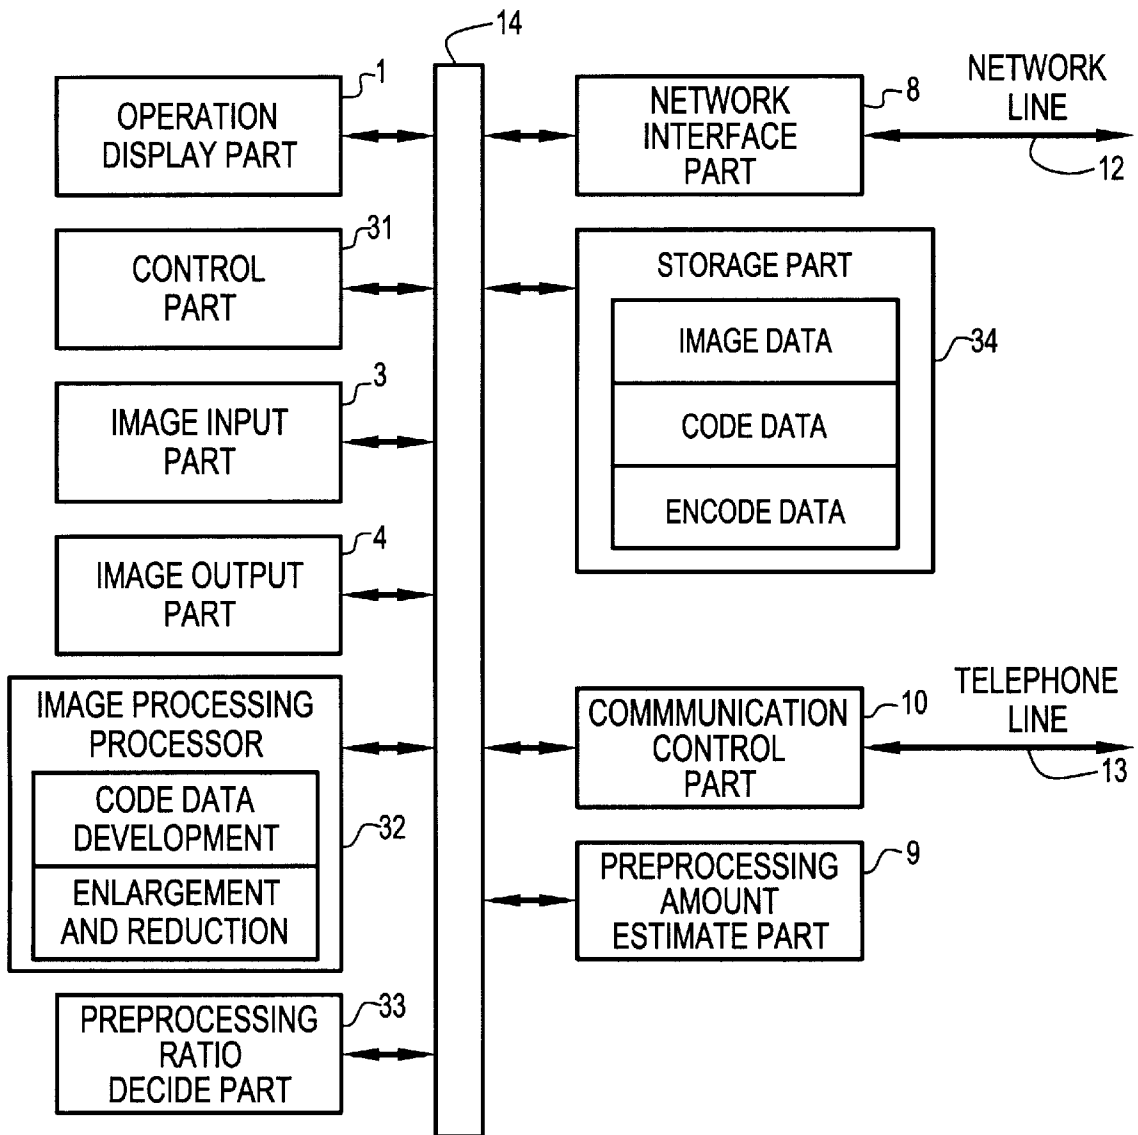 14
1
OPERATION
DISPLAY PART
31
CONTROL
PART
3
IMAGE INPUT
PART
4
IMAGE OUTPUT
PART
IMAGE PROCESSING
PROCESSOR
CODE DATA
DEVELOPMENT
ENLARGEMENT
AND REDUCTION
32
33
PREPROCESSING
RATIO
DECIDE PART
8
NETWORK
INTERFACE
PART
NETWORK
LINE
12
STORAGE PART
IMAGE DATA
CODE DATA
ENCODE DATA
34
10
COMMMUNICATION
CONTROL
PART
TELEPHONE
LINE
13
9
PREPROCESSING
AMOUNT
ESTIMATE PART